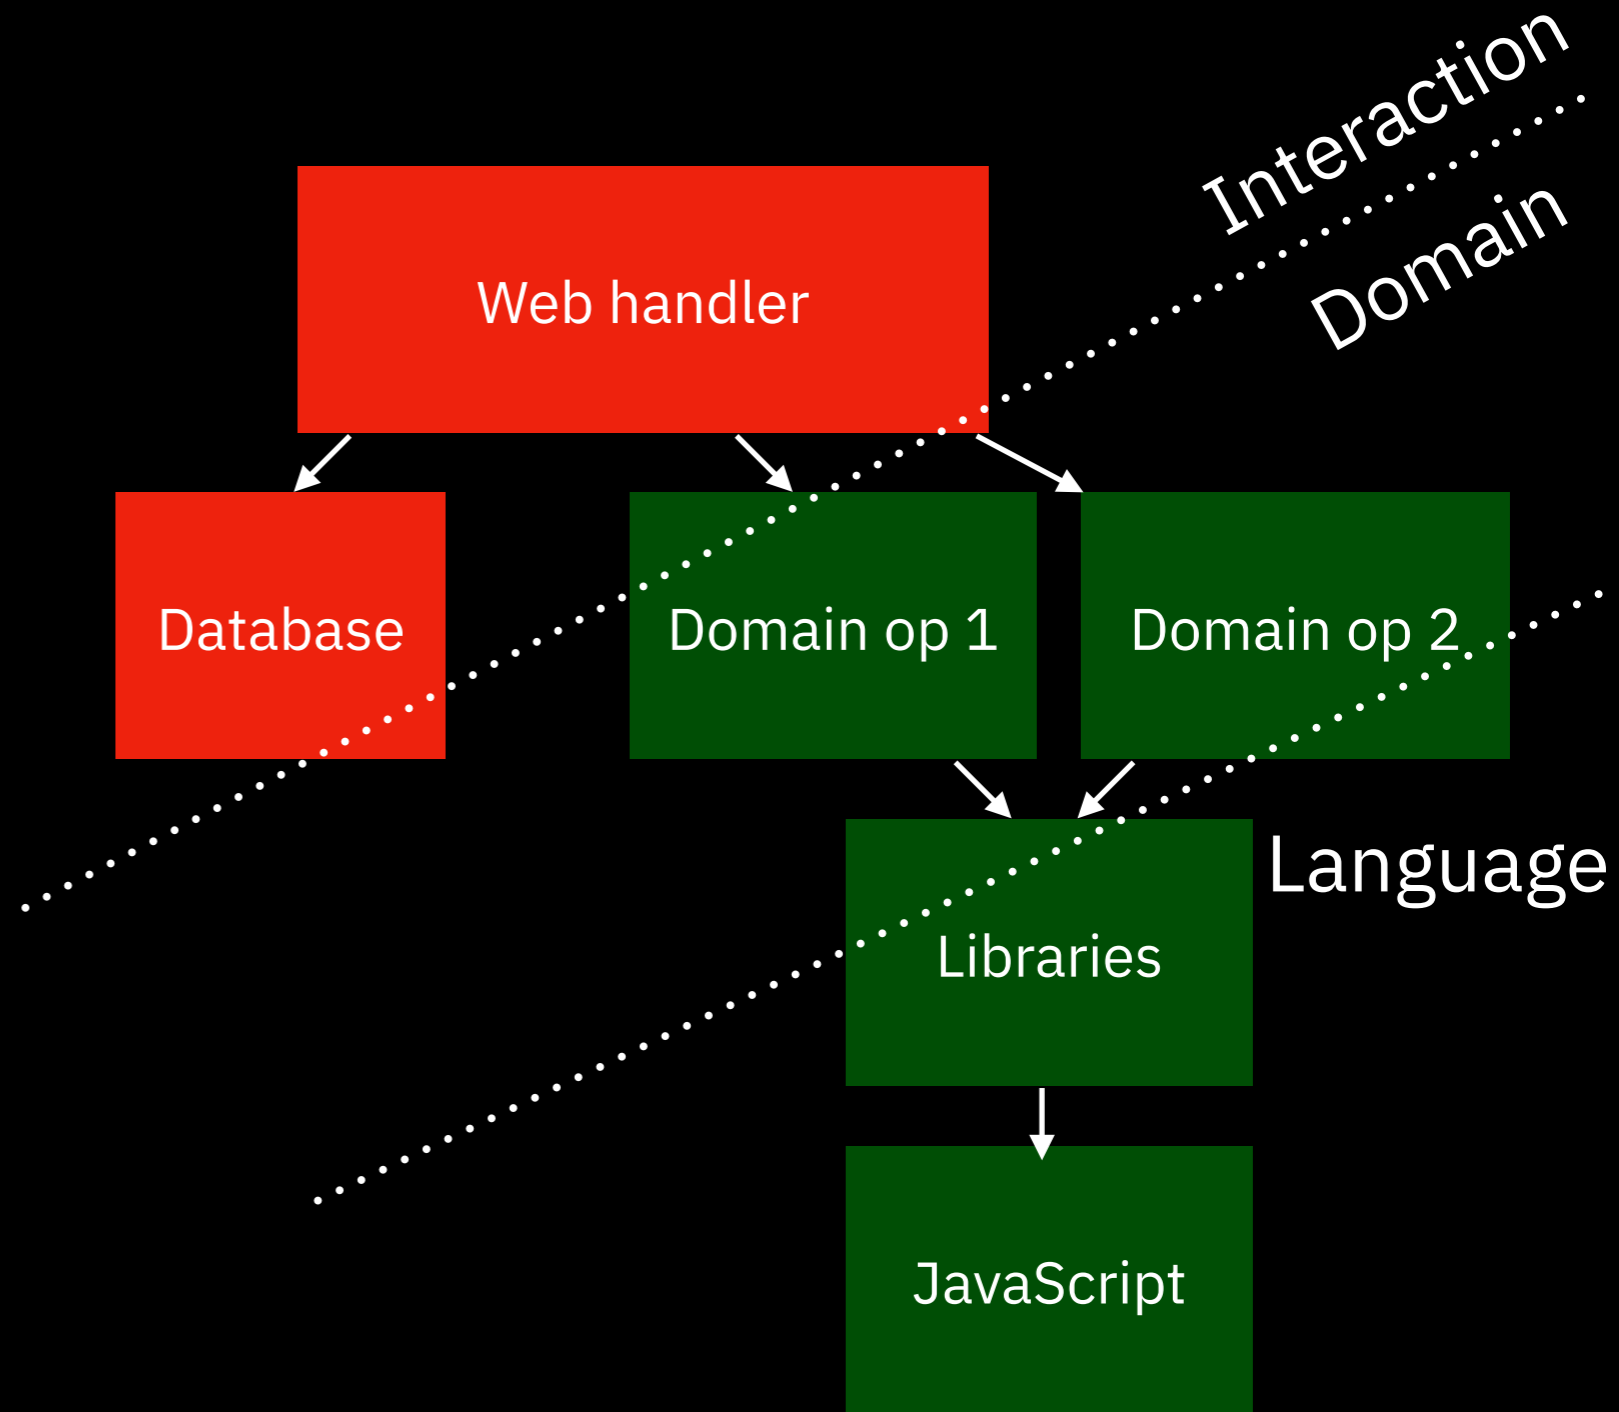 Interaction
Domain
Web handler
Database
Domain op 1
Domain op 2
Language
Libraries
JavaScript